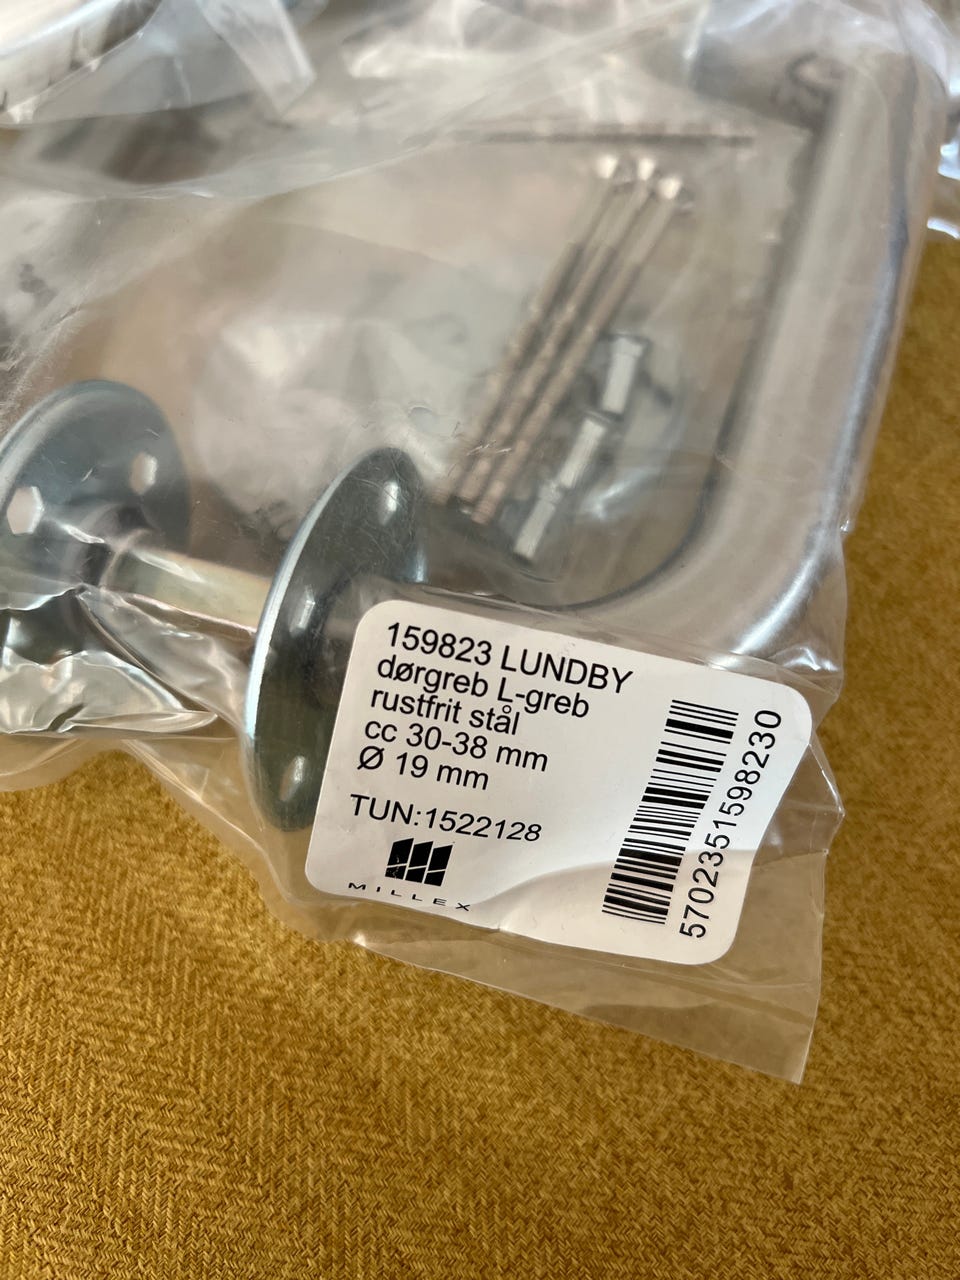 159823 LUNDBY
dørgreb L-greb
rustfrit stål
cc 30-38 mm
Ø 19 mm
TUN:1522128
MILLEX
5702351598230